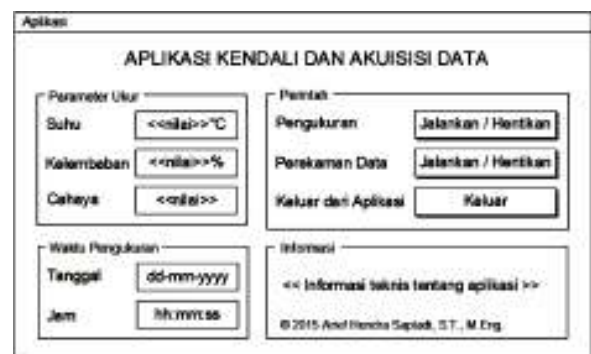 Aplikasi
APLIKASI KENDALI DAN AKUISISI DATA
Parameter Ukur
Suhu <<nilai>>°C
Kelembaban <<nilai>>%
Cahaya <<nilai>>
Perintah
Pengukuran Jalankan / Hentikan
Perekaman Data Jalankan / Hentikan
Keluar dari Aplikasi Keluar
Waktu Pengukuran
Tanggal dd-mm-yyyy
Jam hh:mm:ss
Informasi
<< Informasi teknis tentang aplikasi >>
© 2015 Arief Hendra Saptadi, S.T., M.Eng.